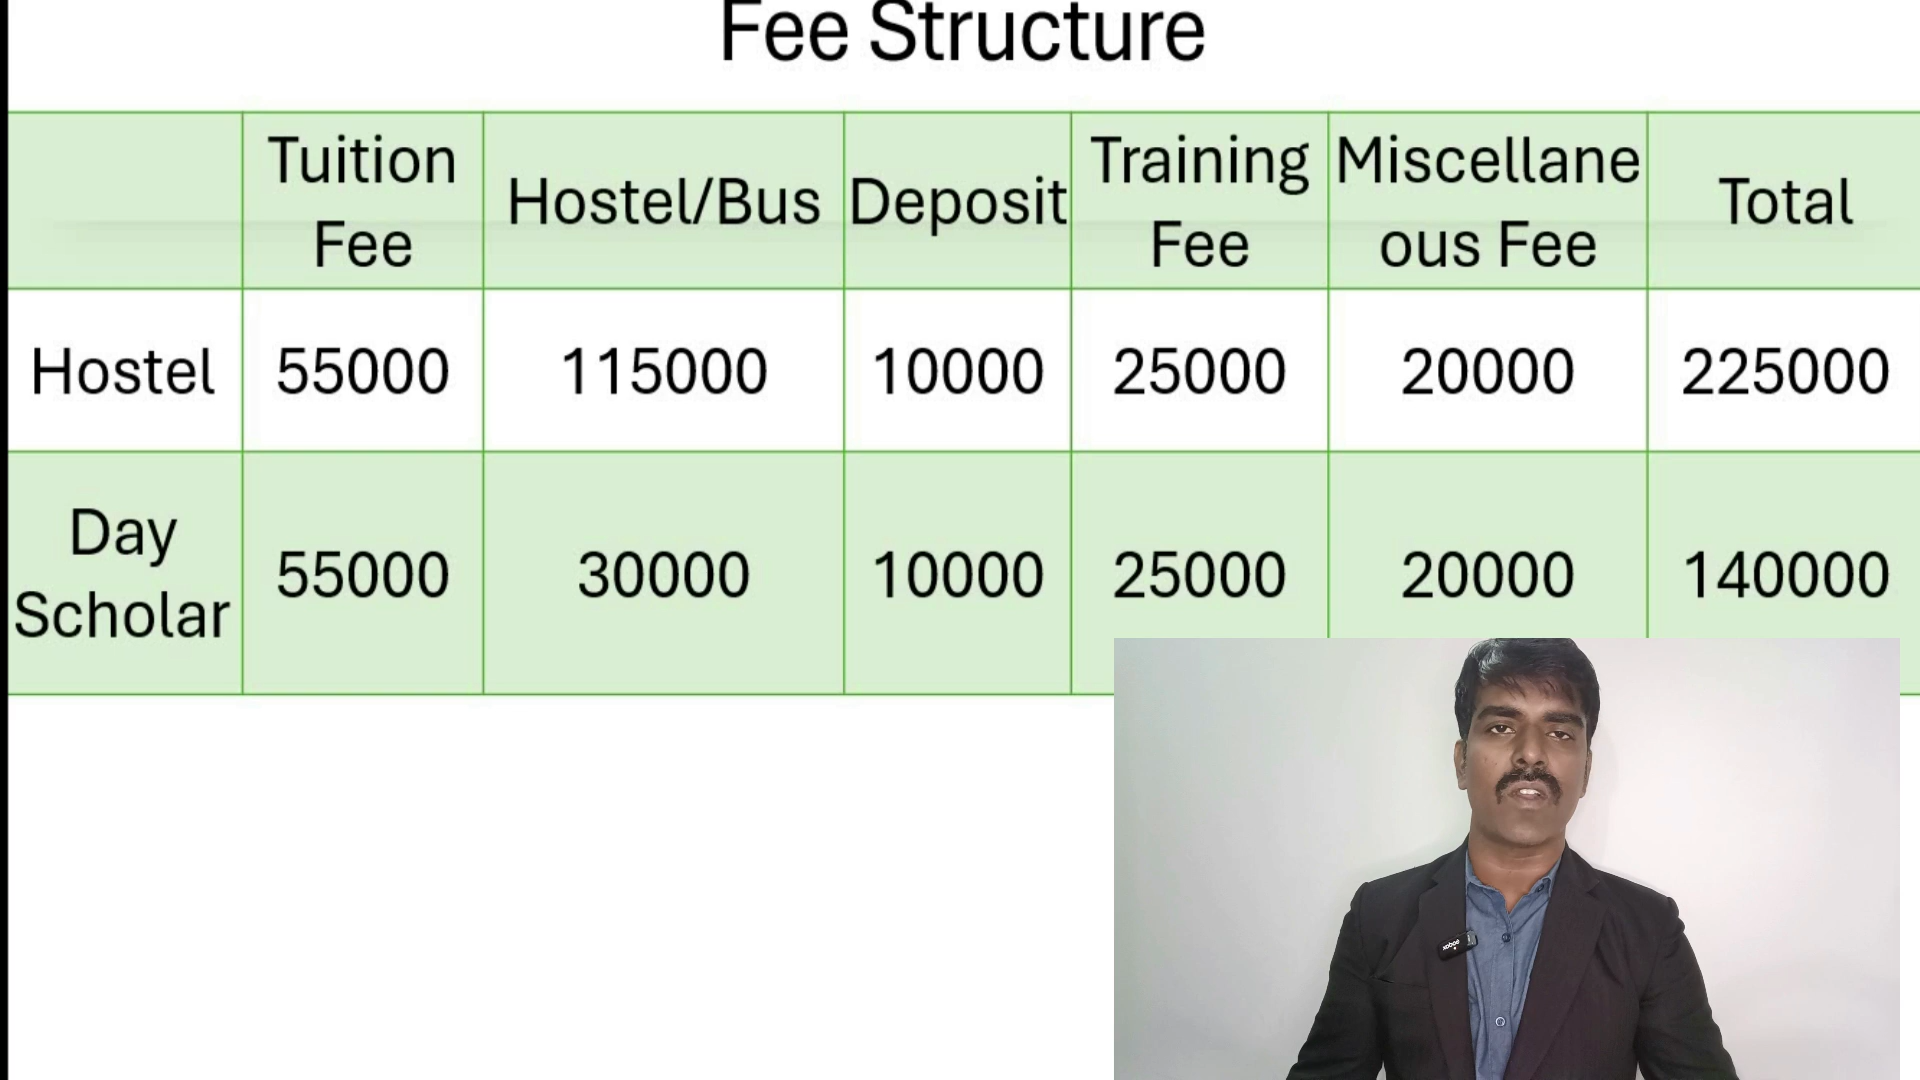 Fee Structure
Tuition Fee Hostel/Bus Deposit Training Fee Miscellaneous Fee Total
Hostel 55000 115000 10000 25000 20000 225000
Day Scholar 55000 30000 10000 25000 20000 140000